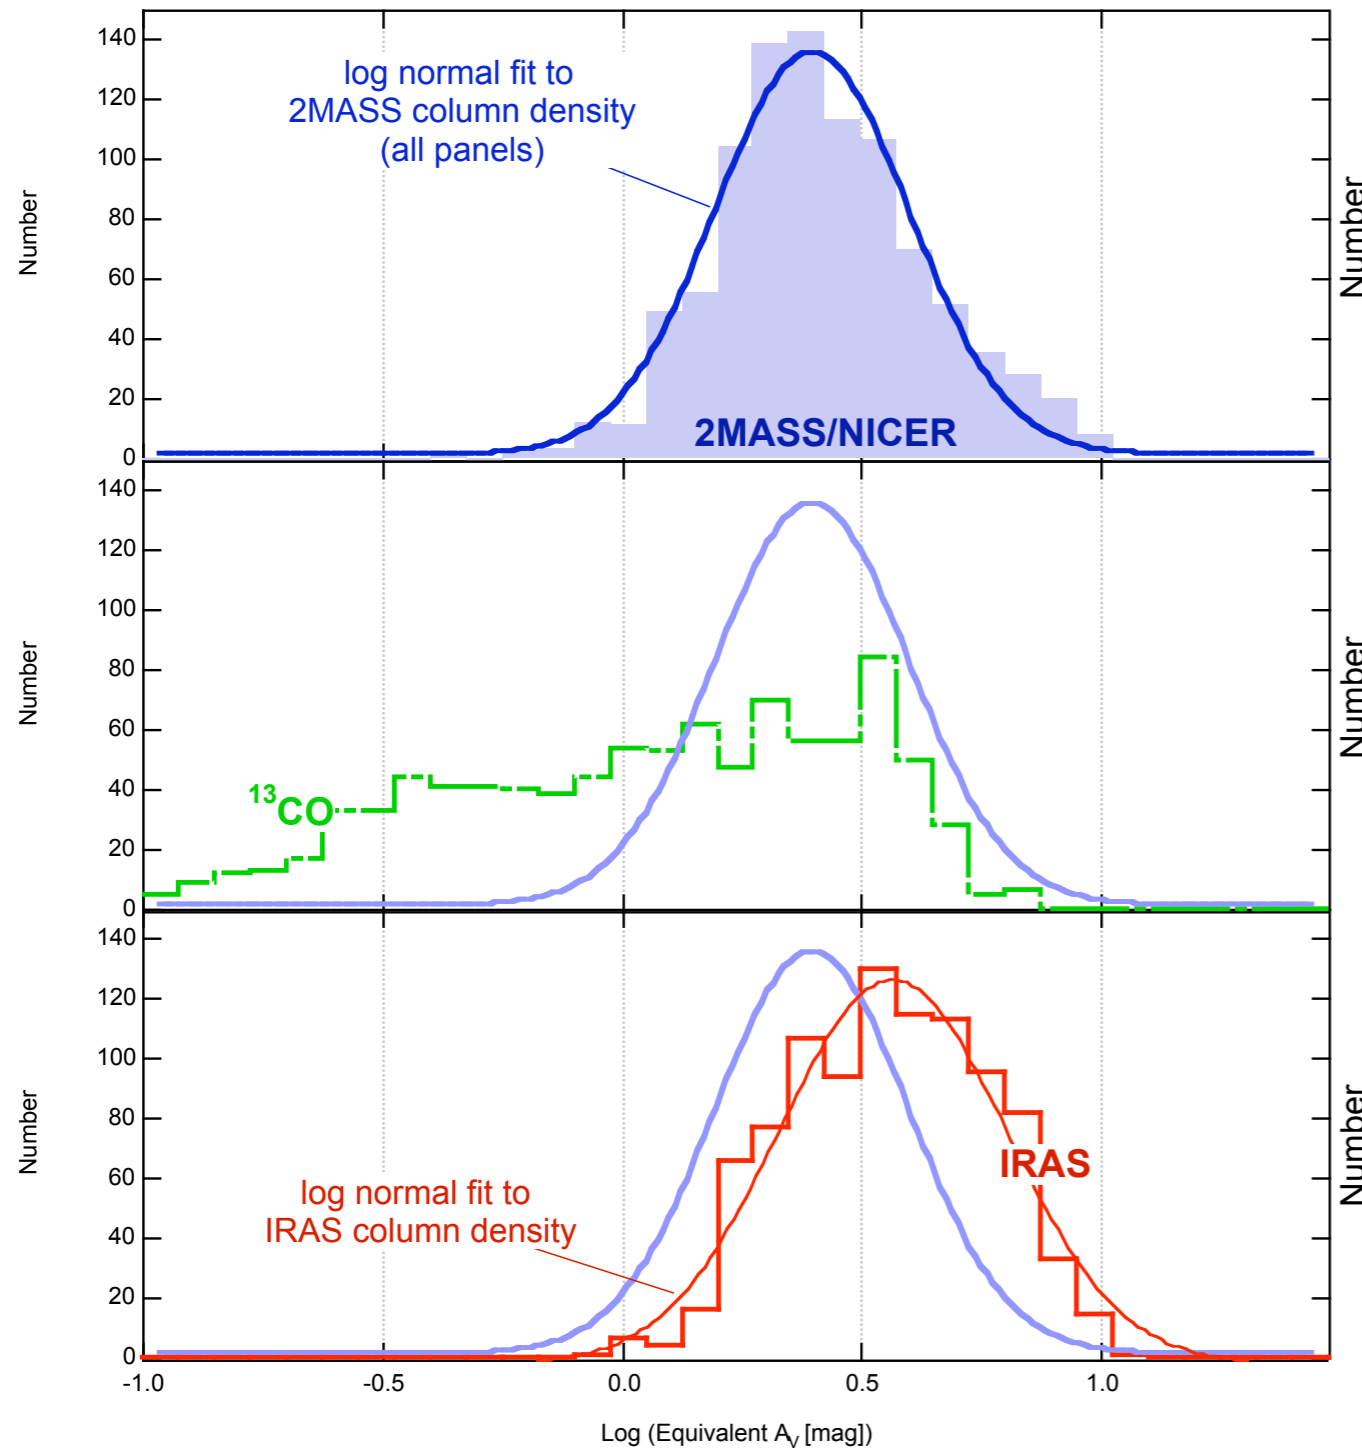 140
120
100
80
60
40
20
0
Number
log normal fit to
2MASS column density
(all panels)
2MASS/NICER
Number
140
120
100
80
60
40
20
0
Number
13CO
Number
140
120
100
80
60
40
20
0
Number
log normal fit to
IRAS column density
IRAS
Number
-1.0 -0.5 0.0 0.5 1.0
Log (Equivalent AV [mag])